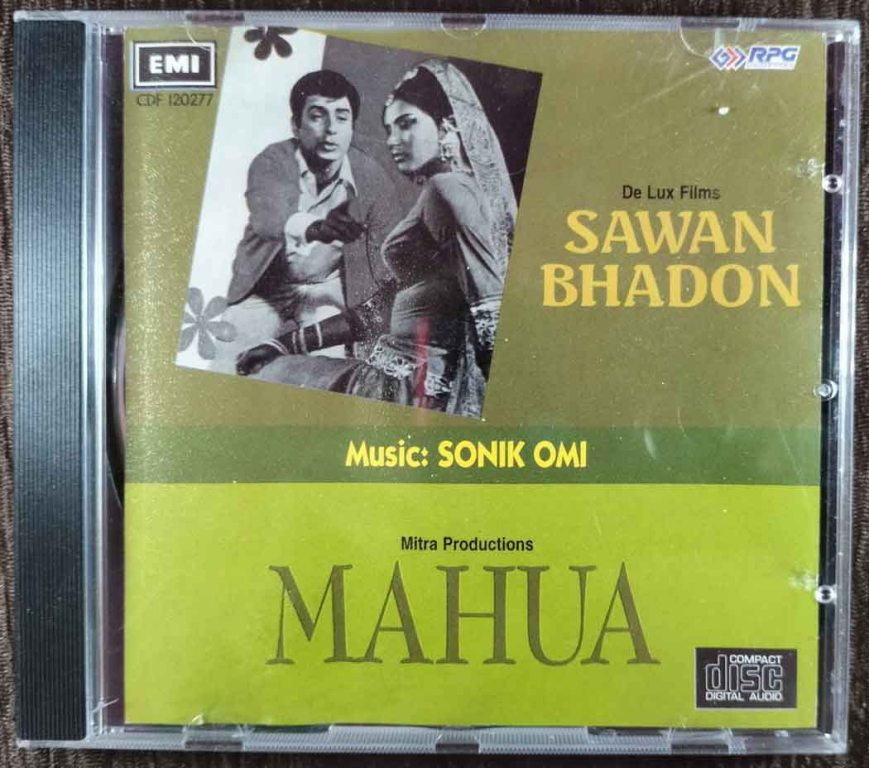 EMI
CDF 120277
RPG
De Lux Films
SAWAN
BHADON
Music: SONIK OMI
Mitra Productions
MAHUA
COMPACT
disc
DIGITAL AUDIO